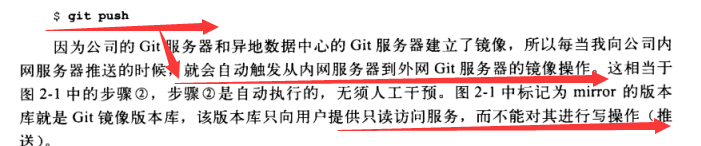 $ git push
因为公司的 Git 服务器和异地数据中心的 Git 服务器建立了镜像，所以每当我向公司内
网服务器推送的时候，就会自动触发从内网服务器到外网 Git 服务器的镜像操作。这相当于
图 2-1 中的步骤②，步骤②是自动执行的，无须人工干预。图 2-1 中标记为 mirror 的版本
库就是 Git 镜像版本库，该版本库只向用户提供只读访问服务，而不能对其进行写操作（推
送）。